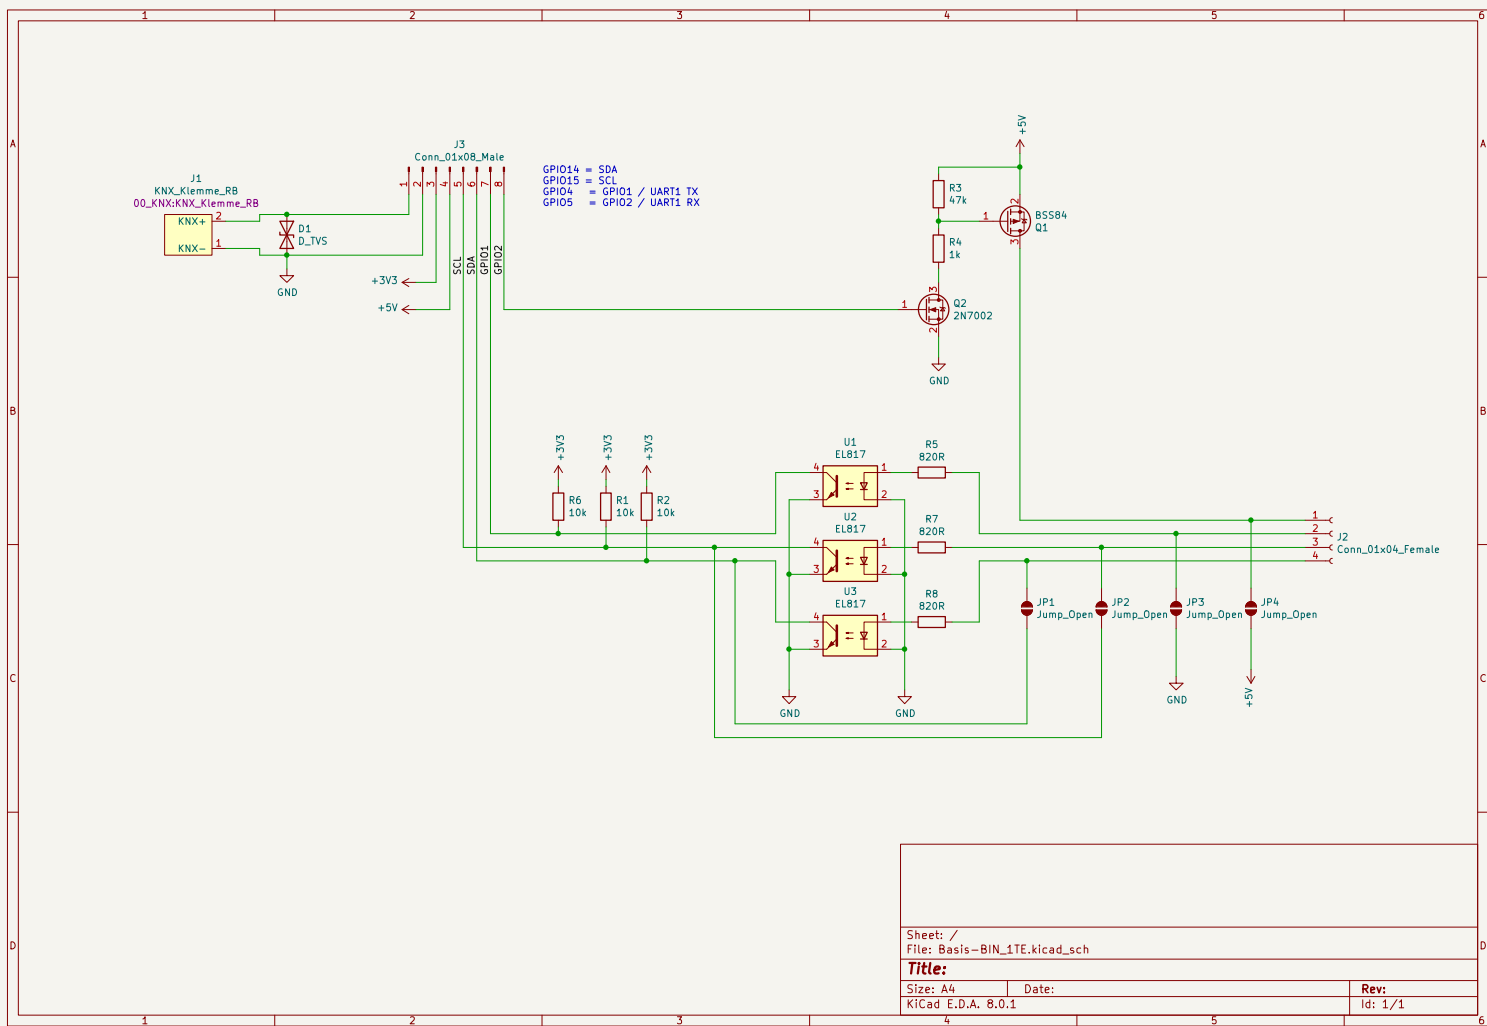 1 2 3 4 5 6
A A
B B
C C
D D
J1
KNX_Klemme_RB
00_KNX:KNX_Klemme_RB
KNX+ 2
KNX- 1
D1
D_TVS
GND
J3
Conn_01x08_Male
1 2 3 4 5 6 7 8
+3V3
+5V
SCL
SDA
GPIO1
GPIO2
GPIO14 = SDA
GPIO15 = SCL
GPIO4 = GPIO1 / UART1 TX
GPIO5 = GPIO2 / UART1 RX
+5V
R3
47k
R4
1k
1
2
3
BSS84
Q1
1
3
2
Q2
2N7002
GND
+3V3
+3V3
+3V3
R6
10k
R1
10k
R2
10k
U1
EL817
4 1
3 2
R5
820R
U2
EL817
4 1
3 2
R7
820R
U3
EL817
4 1
3 2
R8
820R
GND
GND
1
2
3
4
J2
Conn_01x04_Female
JP1
Jump_Open
JP2
Jump_Open
JP3
Jump_Open
JP4
Jump_Open
GND
+5V
Sheet: /
File: Basis-BIN_1TE.kicad_sch
Title:
Size: A4 Date: Rev:
KiCad E.D.A. 8.0.1 Id: 1/1
1 2 3 4 5 6